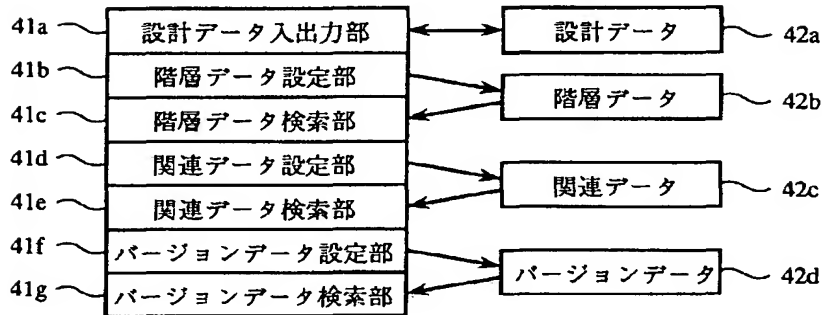 41a 設計データ入出力部 設計データ 42a
41b 階層データ設定部 階層データ 42b
41c 階層データ検索部
41d 関連データ設定部 関連データ 42c
41e 関連データ検索部
41f バージョンデータ設定部 バージョンデータ 42d
41g バージョンデータ検索部